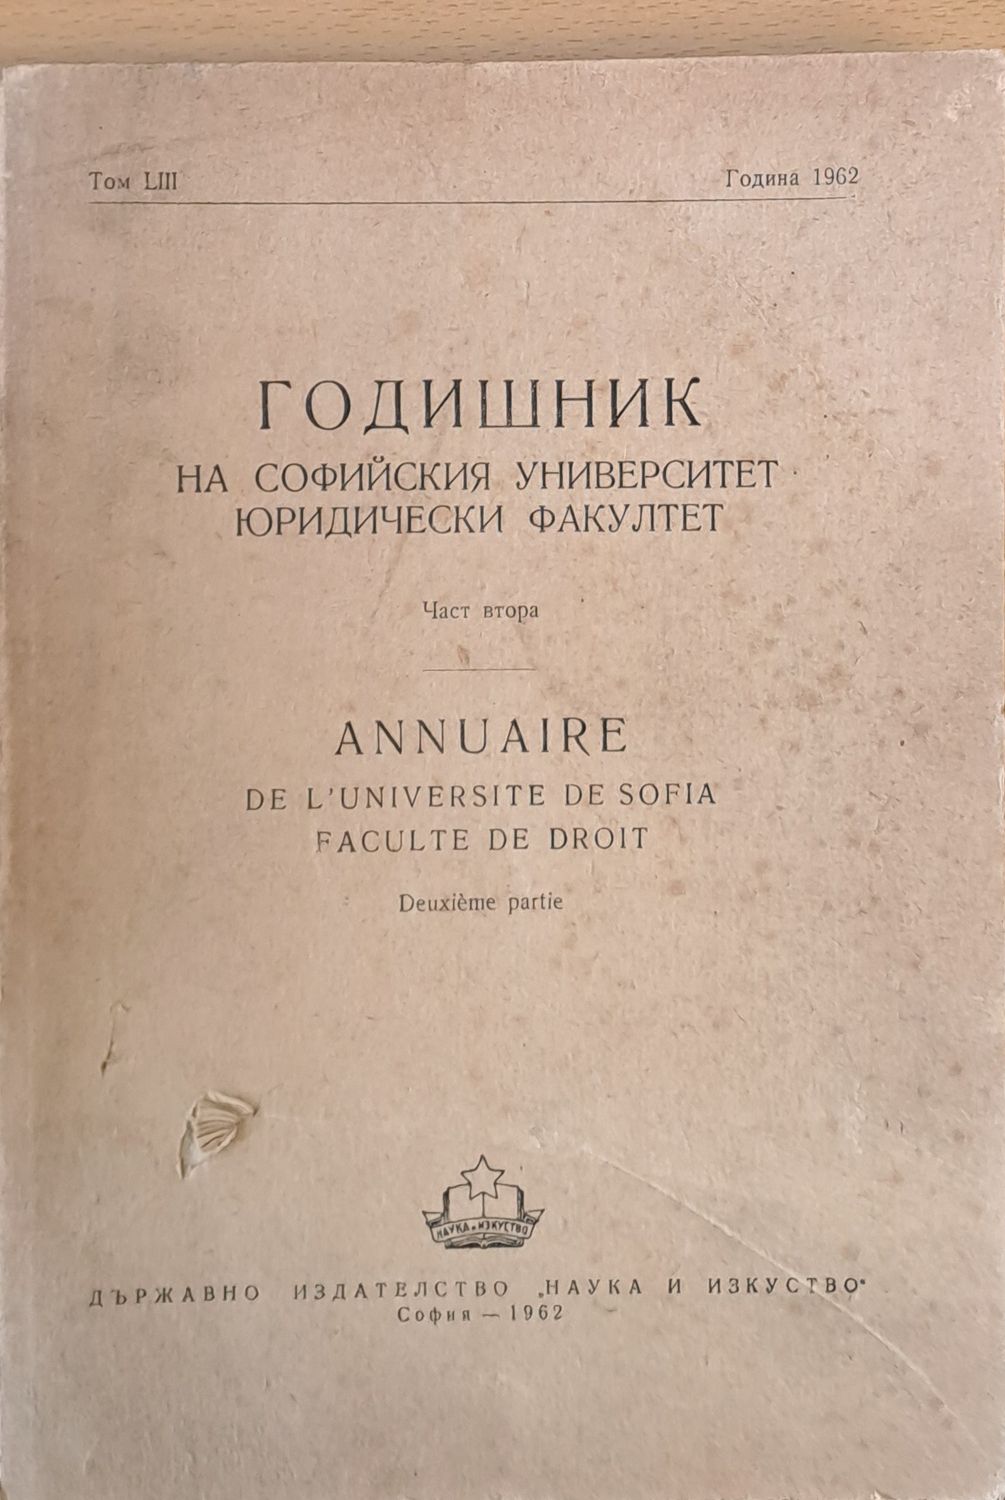 Том LIII Година 1962
ГОДИШНИК
НА СОФИЙСКИЯ УНИВЕРСИТЕТ
ЮРИДИЧЕСКИ ФАКУЛТЕТ
Част втора
ANNUAIRE
DE L'UNIVERSITE DE SOFIA
FACULTE DE DROIT
Deuxième partie
НАУКА и ИЗКУСТВО
ДЪРЖАВНО ИЗДАТЕЛСТВО „НАУКА И ИЗКУСТВО“
София — 1962